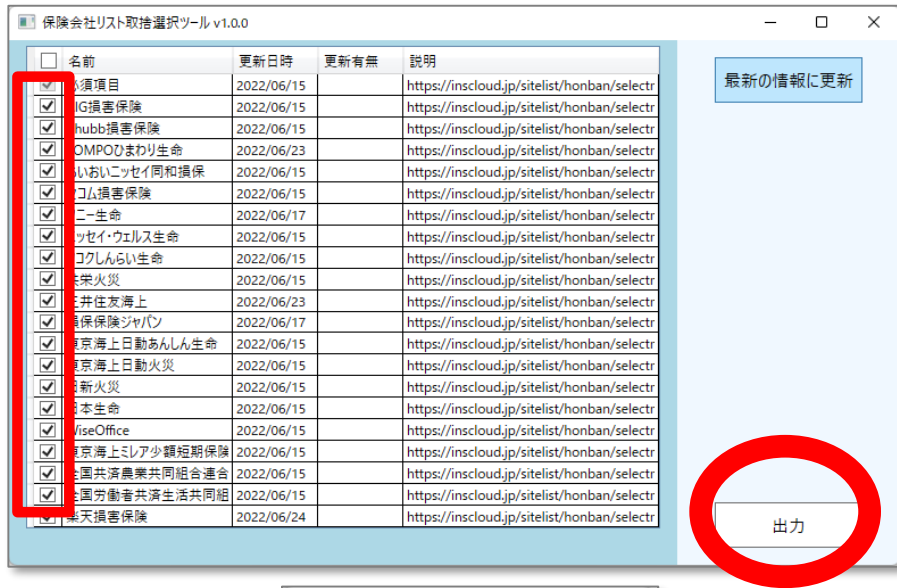 保険会社リスト取捨選択ツール v1.0.0
名前 更新日時 更新有無 説明
須項目 2022/06/15 https://inscloud.jp/sitelist/honban/selectr
IG損害保険 2022/06/15 https://inscloud.jp/sitelist/honban/selectr
hubb損害保険 2022/06/15 https://inscloud.jp/sitelist/honban/selectr
OMPOひまわり生命 2022/06/23 https://inscloud.jp/sitelist/honban/selectr
いおいニッセイ同和損保 2022/06/15 https://inscloud.jp/sitelist/honban/selectr
コム損害保険 2022/06/15 https://inscloud.jp/sitelist/honban/selectr
ニー生命 2022/06/17 https://inscloud.jp/sitelist/honban/selectr
ッセイ・ウェルス生命 2022/06/15 https://inscloud.jp/sitelist/honban/selectr
コクしんらい生命 2022/06/15 https://inscloud.jp/sitelist/honban/selectr
栄火災 2022/06/15 https://inscloud.jp/sitelist/honban/selectr
井住友海上 2022/06/23 https://inscloud.jp/sitelist/honban/selectr
保保険ジャパン 2022/06/17 https://inscloud.jp/sitelist/honban/selectr
京海上日動あんしん生命 2022/06/15 https://inscloud.jp/sitelist/honban/selectr
京海上日動火災 2022/06/15 https://inscloud.jp/sitelist/honban/selectr
新火災 2022/06/15 https://inscloud.jp/sitelist/honban/selectr
本生命 2022/06/15 https://inscloud.jp/sitelist/honban/selectr
WiseOffice 2022/06/15 https://inscloud.jp/sitelist/honban/selectr
京海上ミレア少額短期保険 2022/06/15 https://inscloud.jp/sitelist/honban/selectr
全国共済農業共同組合連合 2022/06/15 https://inscloud.jp/sitelist/honban/selectr
全国労働者共済生活共同組 2022/06/15 https://inscloud.jp/sitelist/honban/selectr
楽天損害保険 2022/06/24 https://inscloud.jp/sitelist/honban/selectr
最新の情報に更新
出力